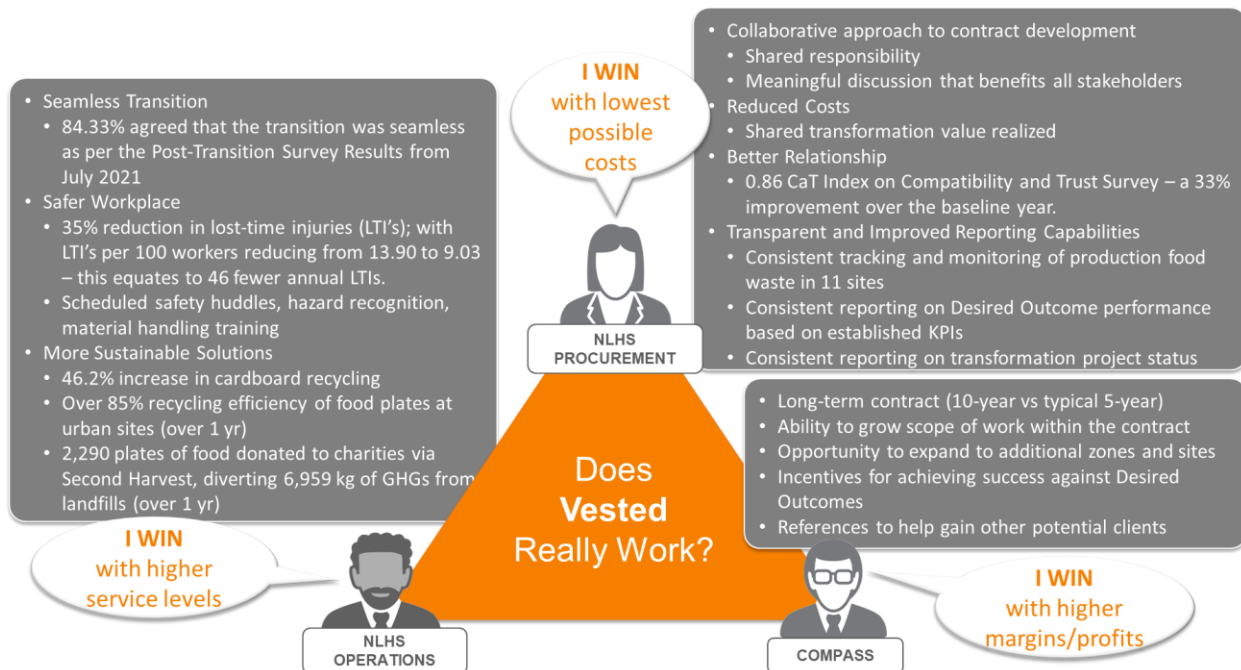 • Seamless Transition
• 84.33% agreed that the transition was seamless
as per the Post-Transition Survey Results from
July 2021
• Safer Workplace
• 35% reduction in lost-time injuries (LTI's); with
LTI's per 100 workers reducing from 13.90 to 9.03
– this equates to 46 fewer annual LTIs.
• Scheduled safety huddles, hazard recognition,
material handling training
• More Sustainable Solutions
• 46.2% increase in cardboard recycling
• Over 85% recycling efficiency of food plates at
urban sites (over 1 yr)
• 2,290 plates of food donated to charities via
Second Harvest, diverting 6,959 kg of GHGs from
landfills (over 1 yr)
I WIN
with higher
service levels
NLHS
OPERATIONS
I WIN
with lowest
possible
costs
NLHS
PROCUREMENT
• Collaborative approach to contract development
• Shared responsibility
• Meaningful discussion that benefits all stakeholders
• Reduced Costs
• Shared transformation value realized
• Better Relationship
• 0.86 CaT Index on Compatibility and Trust Survey – a 33%
improvement over the baseline year.
• Transparent and Improved Reporting Capabilities
• Consistent tracking and monitoring of production food
waste in 11 sites
• Consistent reporting on Desired Outcome performance
based on established KPIs
• Consistent reporting on transformation project status
Does
Vested
Really Work?
• Long-term contract (10-year vs typical 5-year)
• Ability to grow scope of work within the contract
• Opportunity to expand to additional zones and sites
• Incentives for achieving success against Desired
Outcomes
• References to help gain other potential clients
COMPASS
I WIN
with higher
margins/profits